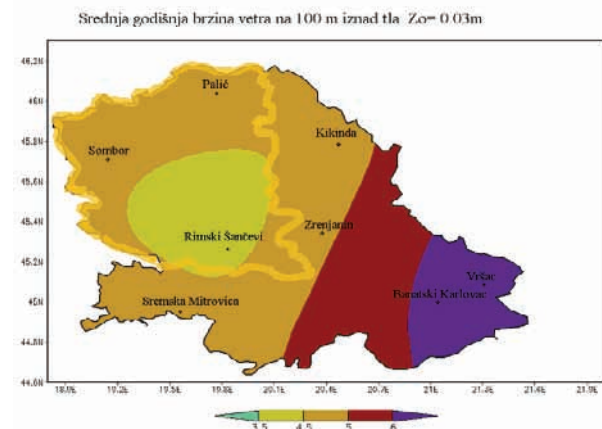 Srednja godišnja brzina vetra na 100 m iznad tla Zo= 0 03m
46.2N
Palić
46N
Kikinda
45.8N
Sombor
45.6N
45.4N
Zrenjanin
Rimski Šančevi
45.2N
Vršac
45N
Banatski Karlovac
Sremska Mitrovica
44.8N
44.6N
18.9E 19.2E 19.5E 19.8E 20.1E 20.4E 20.7E 21E 21.4E 21.9E
3.5 4.5 5 6